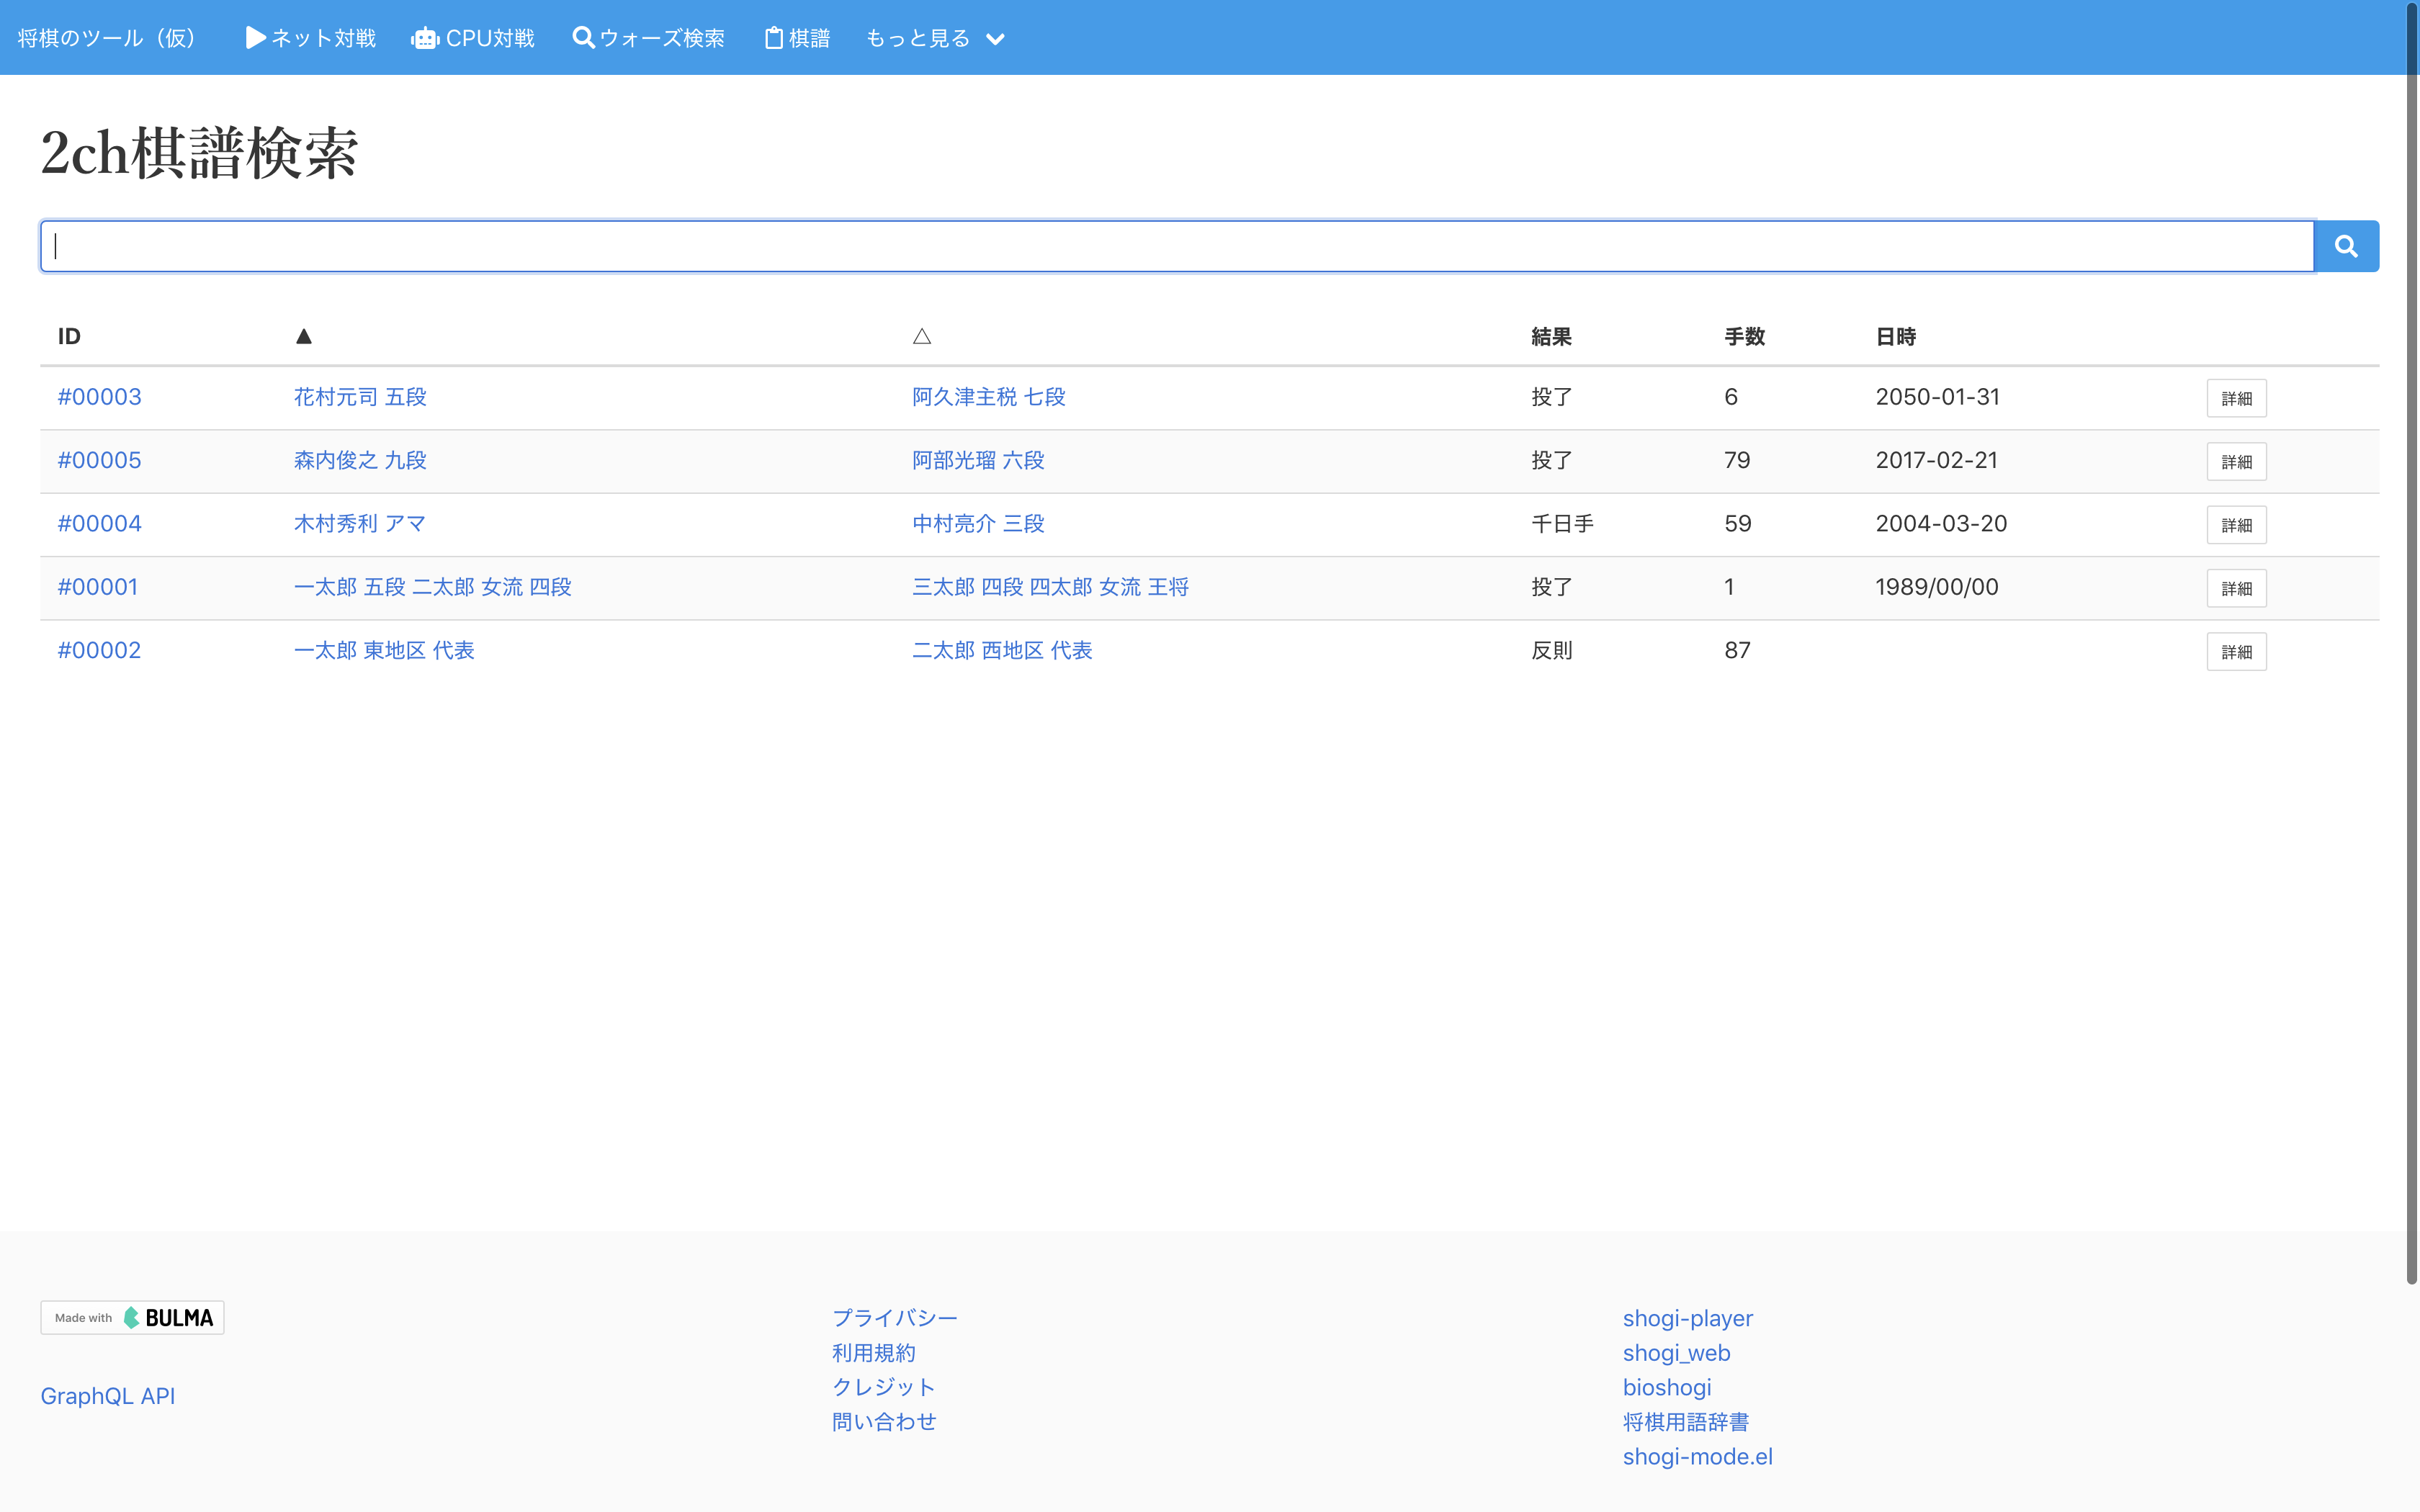 将棋のツール（仮） ネット対戦 CPU対戦 ウォーズ検索 棋譜 もっと見る
2ch棋譜検索
ID ▲ △ 結果 手数 日時
#00003 花村元司 五段 阿久津主税 七段 投了 6 2050-01-31 詳細
#00005 森内俊之 九段 阿部光瑠 六段 投了 79 2017-02-21 詳細
#00004 木村秀利 アマ 中村亮介 三段 千日手 59 2004-03-20 詳細
#00001 一太郎 五段 二太郎 女流 四段 三太郎 四段 四太郎 女流 王将 投了 1 1989/00/00 詳細
#00002 一太郎 東地区 代表 二太郎 西地区 代表 反則 87 詳細
Made with BULMA
GraphQL API
プライバシー
利用規約
クレジット
問い合わせ
shogi-player
shogi_web
bioshogi
将棋用語辞書
shogi-mode.el